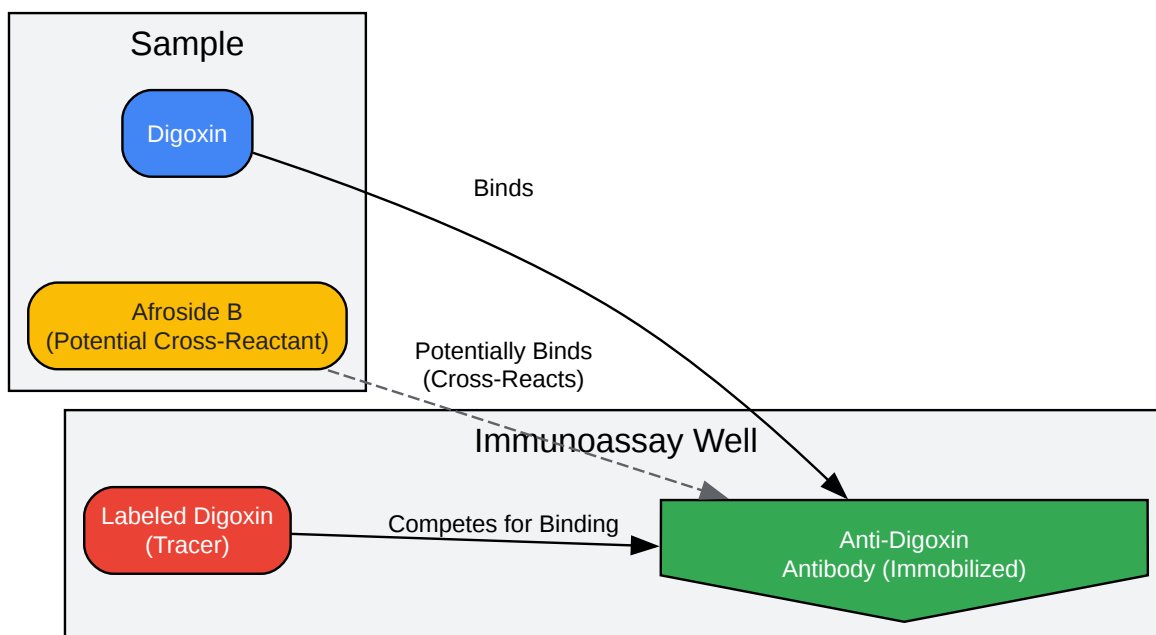 Sample
Digoxin
Binds
Afroside B
(Potential Cross-Reactant)
Potentially Binds
(Cross-Reacts)
Immunoassay Well
Labeled Digoxin
(Tracer)
Competes for Binding
Anti-Digoxin
Antibody (Immobilized)